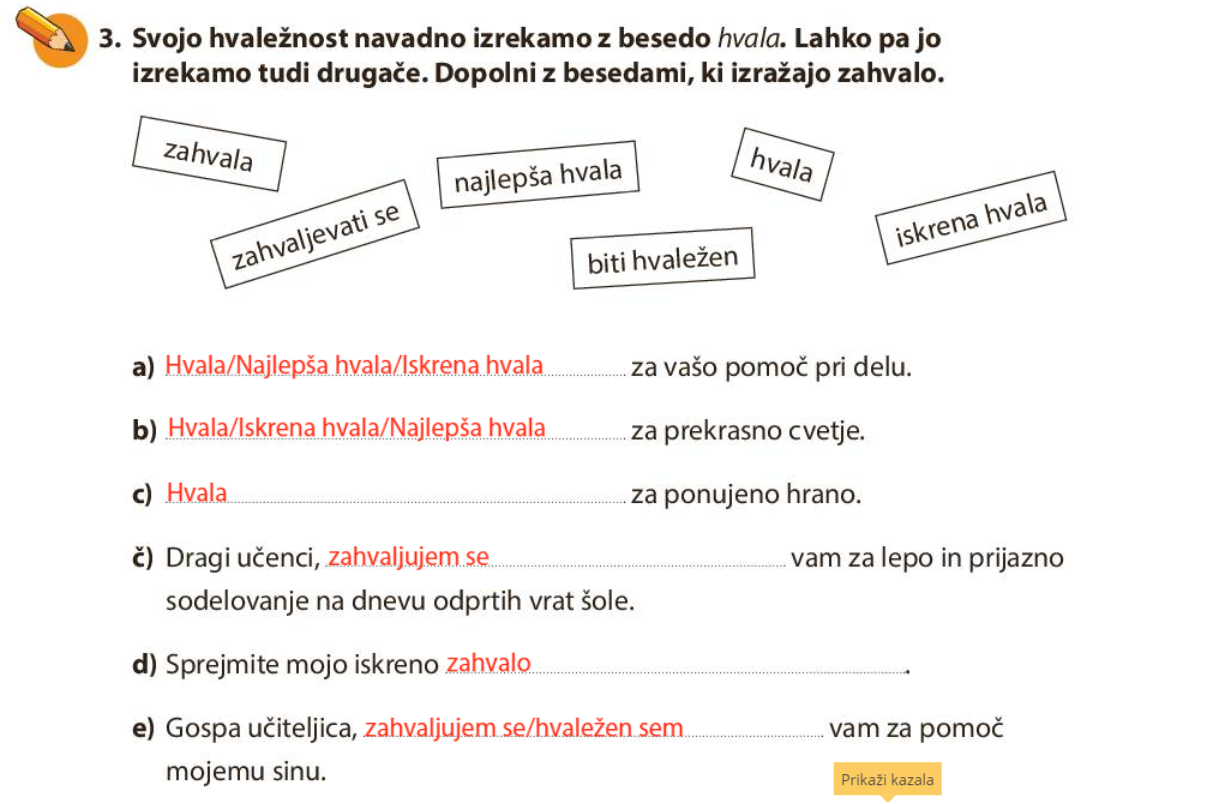 3. Svojo hvaležnost navadno izrekamo z besedo hvala. Lahko pa jo
izrekamo tudi drugače. Dopolni z besedami, ki izražajo zahvalo.
zahvala
najlepša hvala
hvala
zahvaljevati se
biti hvaležen
iskrena hvala
a) Hvala/Najlepša hvala/Iskrena hvala za vašo pomoč pri delu.
b) Hvala/Iskrena hvala/Najlepša hvala za prekrasno cvetje.
c) Hvala za ponujeno hrano.
č) Dragi učenci, zahvaljujem se vam za lepo in prijazno
sodelovanje na dnevu odprtih vrat šole.
d) Sprejmite mojo iskreno zahvalo.
e) Gospa učiteljica, zahvaljujem se/hvaležen sem vam za pomoč
mojemu sinu.
Prikaži kazala